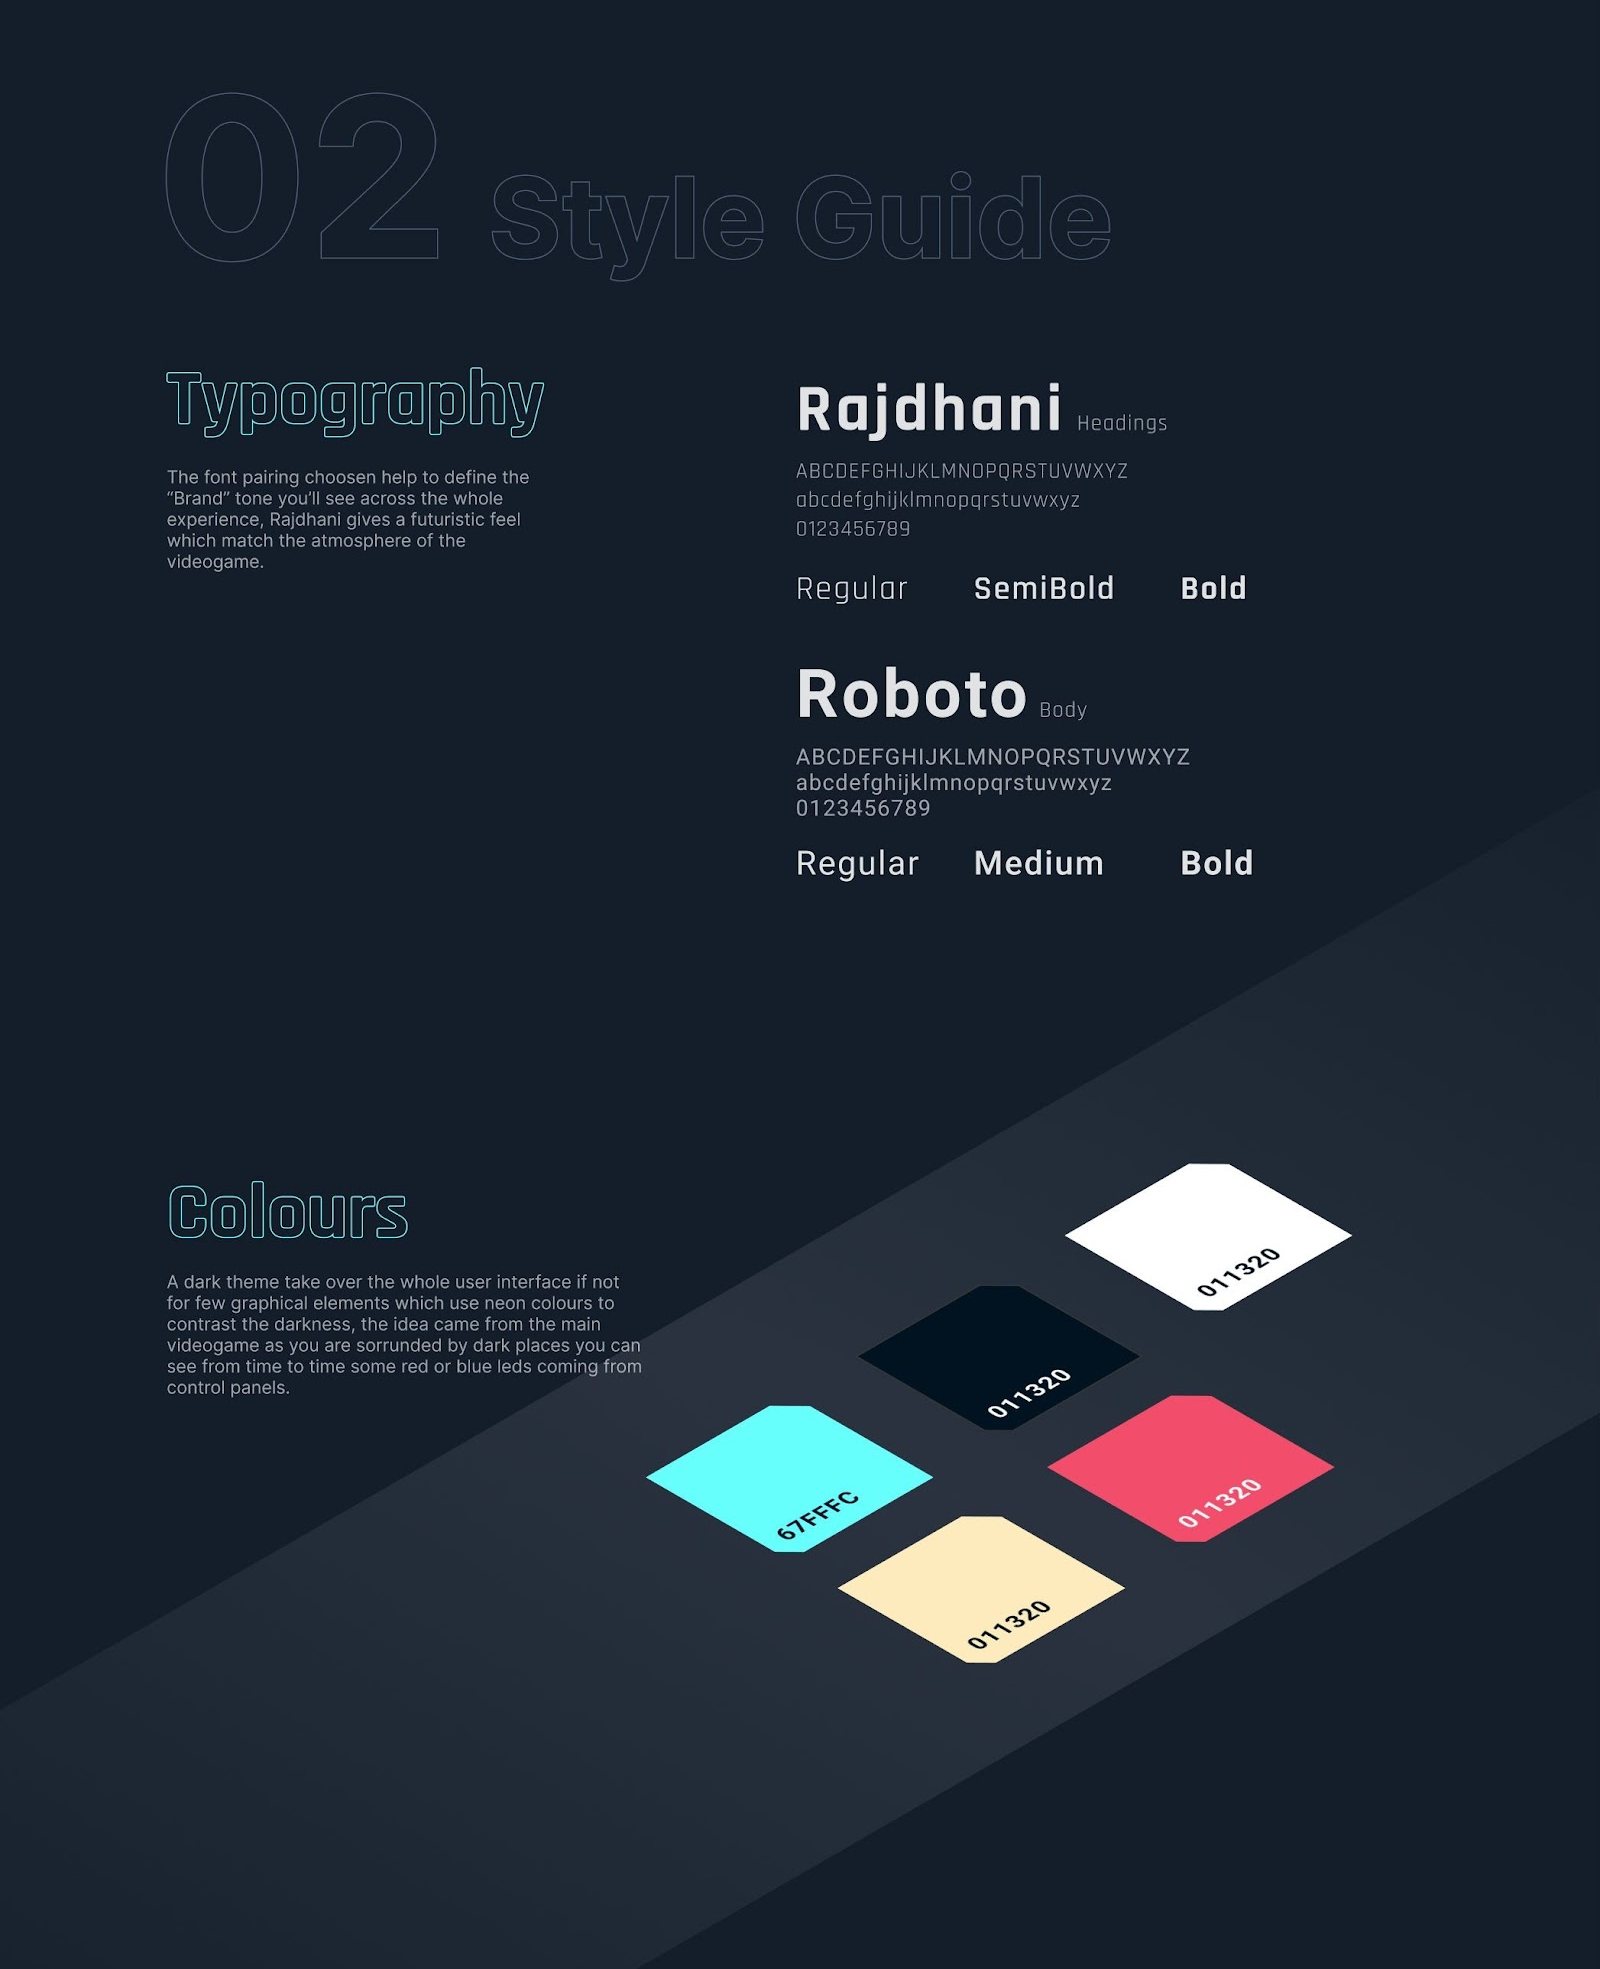 02 Style Guide
Typography
The font pairing choosen help to define the
“Brand” tone you’ll see across the whole
experience, Rajdhani gives a futuristic feel
which match the atmosphere of the
videogame.
Rajdhani Headings
ABCDEFGHIJKLMNOPQRSTUVWXYZ
abcdefghijklmnopqrstuvwxyz
0123456789
Regular SemiBold Bold
Roboto Body
ABCDEFGHIJKLMNOPQRSTUVWXYZ
abcdefghijklmnopqrstuvwxyz
0123456789
Regular Medium Bold
Colours
A dark theme take over the whole user interface if not
for few graphical elements which use neon colours to
contrast the darkness, the idea came from the main
videogame as you are sorrunded by dark places you can
see from time to time some red or blue leds coming from
control panels.
011320
011320
67FFFC
011320
011320